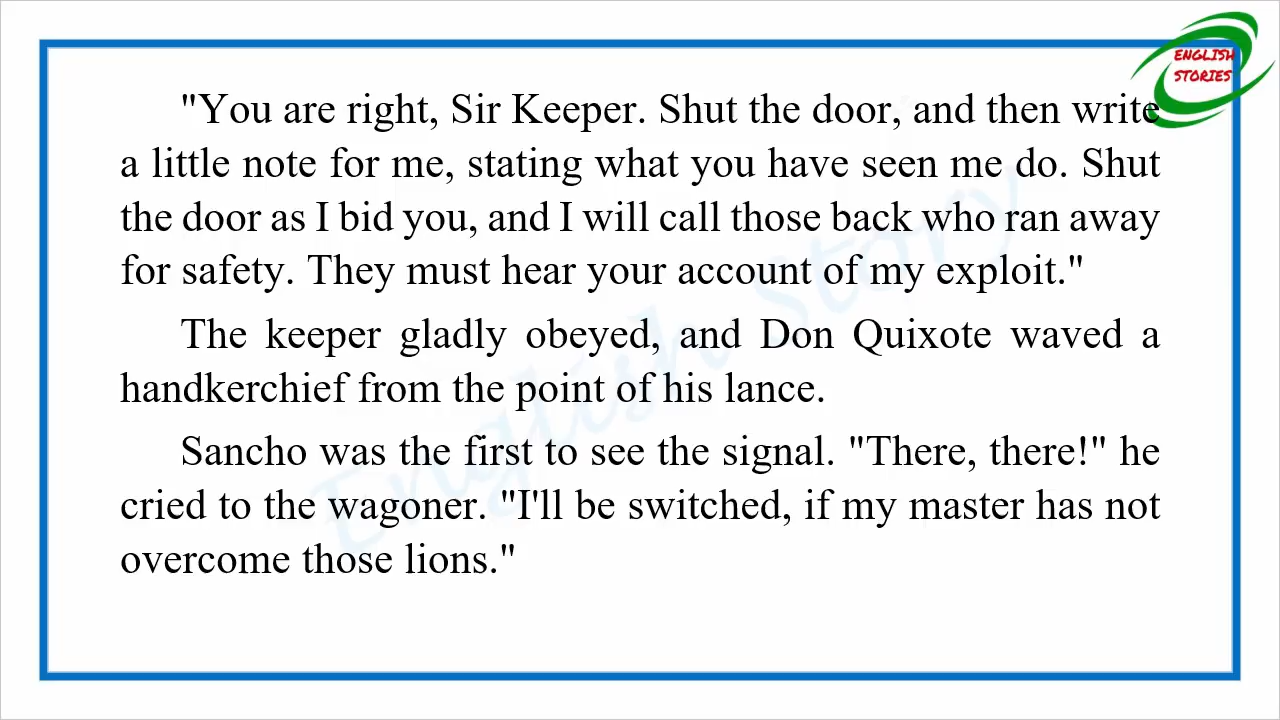 ENGLISH
STORIES
"You are right, Sir Keeper. Shut the door, and then write
a little note for me, stating what you have seen me do. Shut
the door as I bid you, and I will call those back who ran away
for safety. They must hear your account of my exploit."
The keeper gladly obeyed, and Don Quixote waved a
handkerchief from the point of his lance.
Sancho was the first to see the signal. "There, there!" he
cried to the wagoner. "I'll be switched, if my master has not
overcome those lions."
English Story